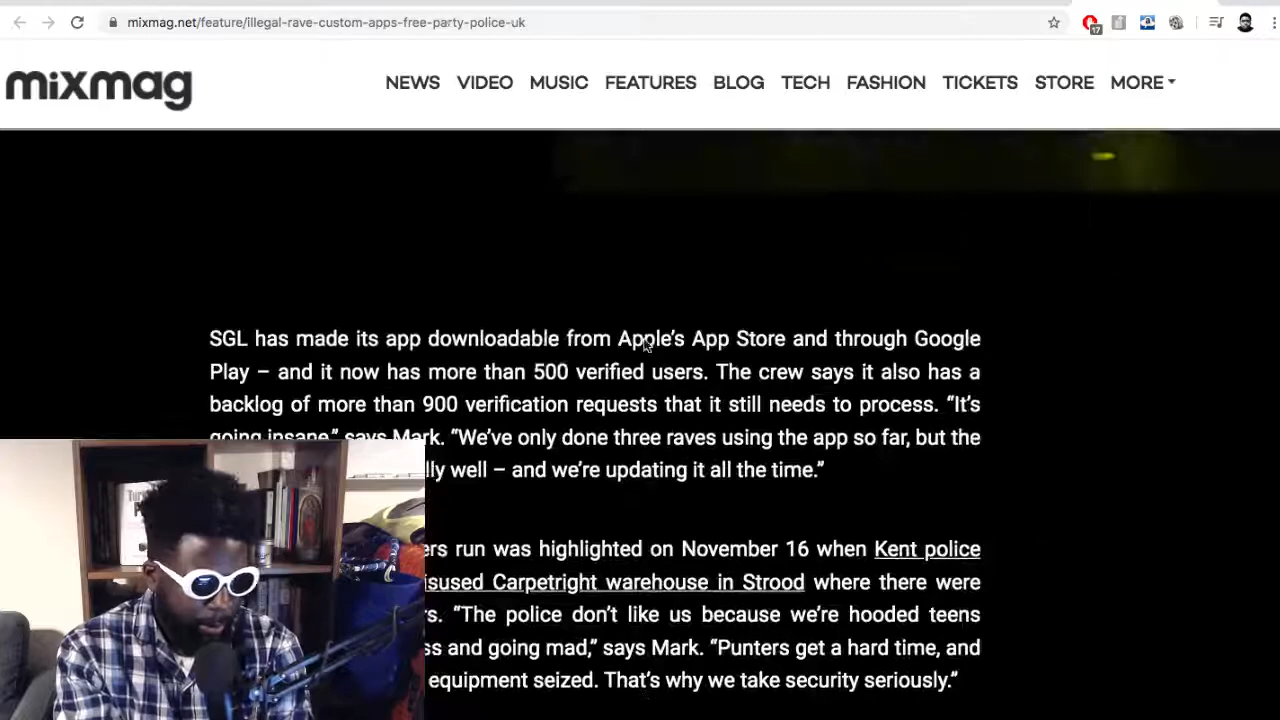 mixmag.net/feature/illegal-rave-custom-apps-free-party-police-uk
17
mixmag
NEWS VIDEO MUSIC FEATURES BLOG TECH FASHION TICKETS STORE MORE
SGL has made its app downloadable from Apple’s App Store and through Google
Play – and it now has more than 500 verified users. The crew says it also has a
backlog of more than 900 verification requests that it still needs to process. “It’s
going insane,” says Mark. “We’ve only done three raves using the app so far, but the
lly well – and we’re updating it all the time.”
ers run was highlighted on November 16 when Kent police
isused Carpetright warehouse in Strood where there were
rs. “The police don’t like us because we’re hooded teens
ss and going mad,” says Mark. “Punters get a hard time, and
equipment seized. That’s why we take security seriously.”